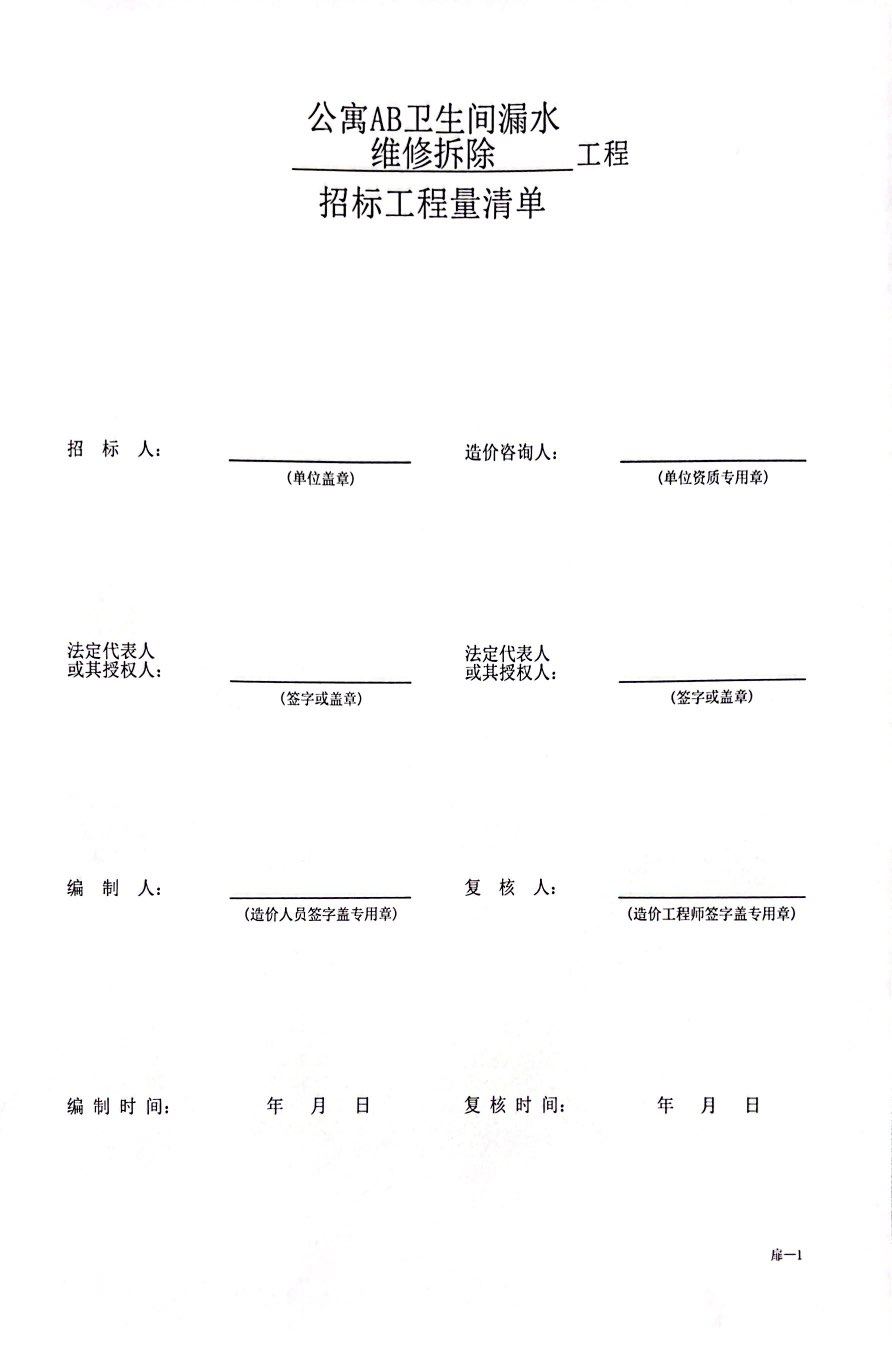 公寓AB卫生间漏水
维修拆除 工程
招标工程量清单
招 标 人： 造价咨询人：
(单位盖章) (单位资质专用章)
法定代表人 法定代表人
或其授权人： 或其授权人：
(签字或盖章) (签字或盖章)
编 制 人： 复 核 人：
(造价人员签字盖专用章) (造价工程师签字盖专用章)
编 制 时 间： 年 月 日 复 核 时 间： 年 月 日
扉—1